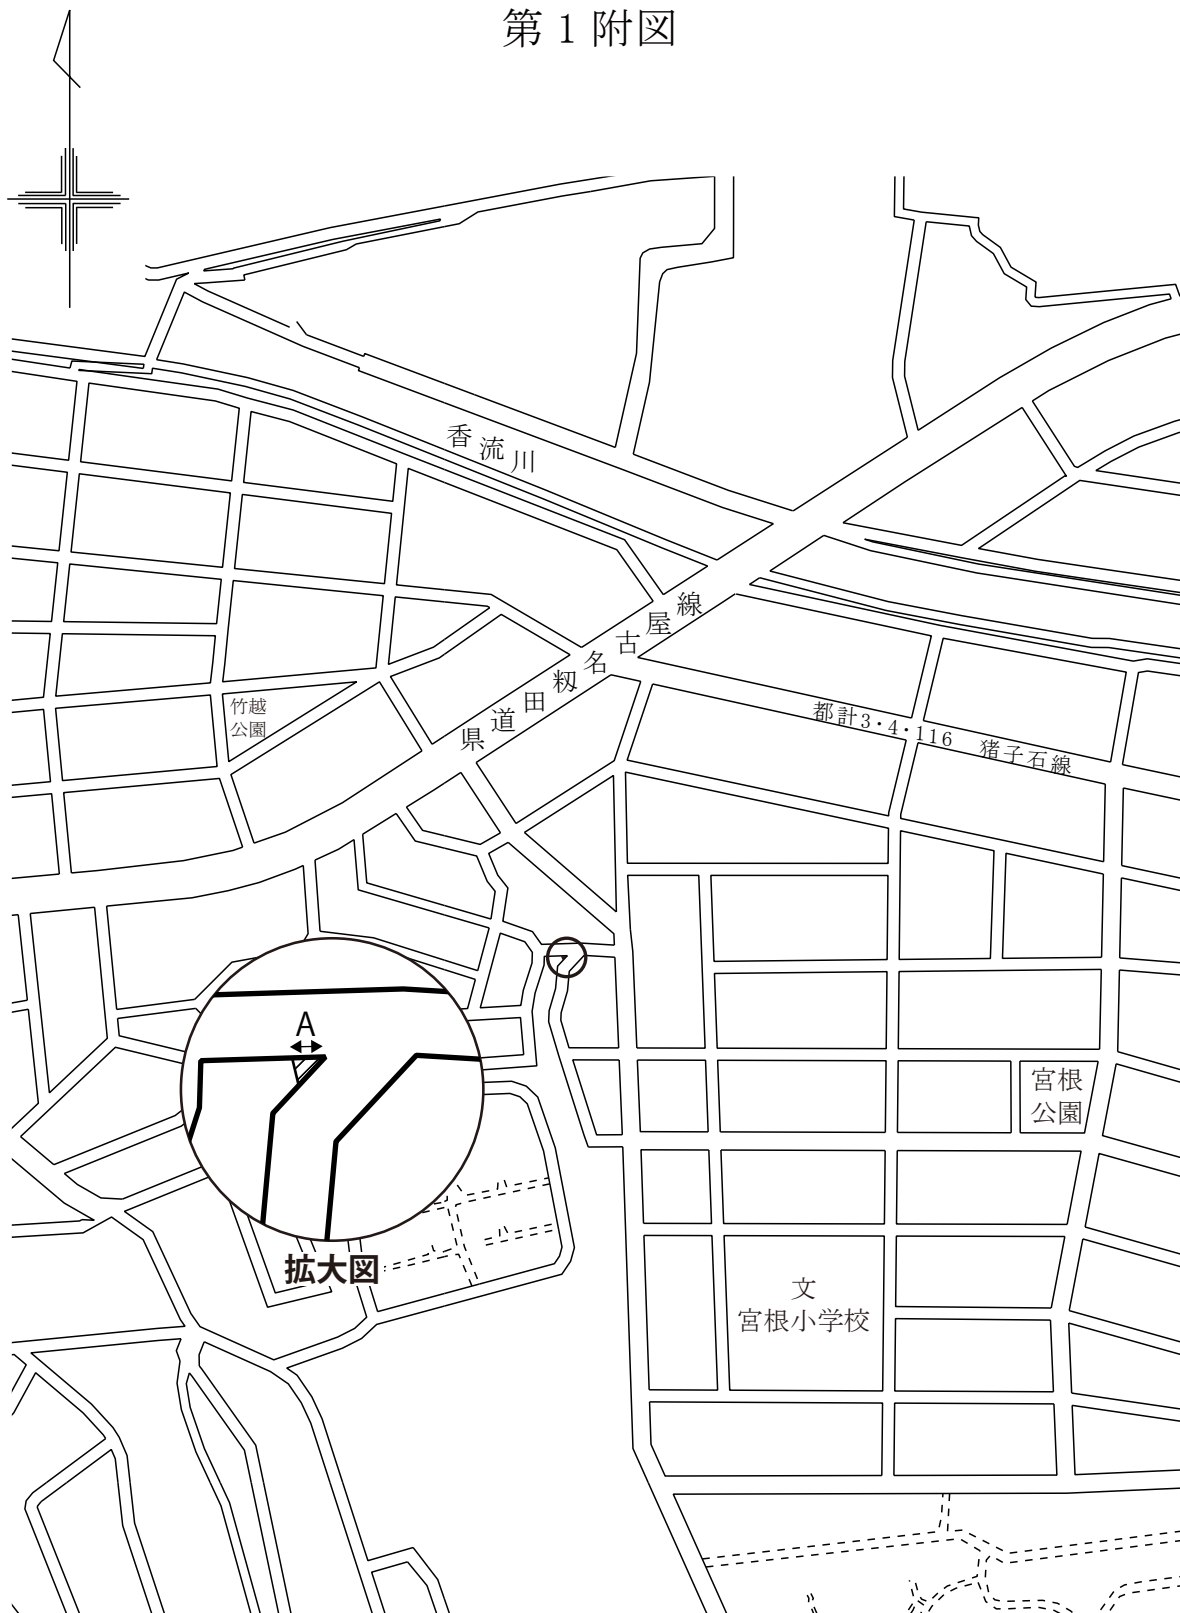 第1附図
香流川
県道田籾名古屋線
都計3・4・116 猪子石線
竹越
公園
A
拡大図
宮根
公園
文
宮根小学校